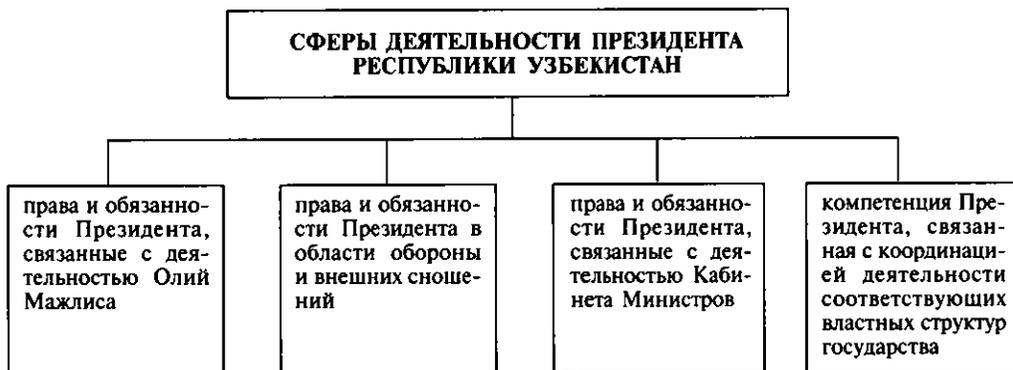 СФЕРЫ ДЕЯТЕЛЬНОСТИ ПРЕЗИДЕНТА
РЕСПУБЛИКИ УЗБЕКИСТАН
права и обязанно-
сти Президента,
связанные с дея-
тельностью Олий
Мажлиса
права и обязанно-
сти Президента в
области обороны
и внешних сноше-
ний
права и обязанно-
сти Президента,
связанные с дея-
тельностью Каби-
нета Министров
компетенция Пре-
зидента, связан-
ная с координаци-
ей деятельности
соответствующих
властных структур
государства